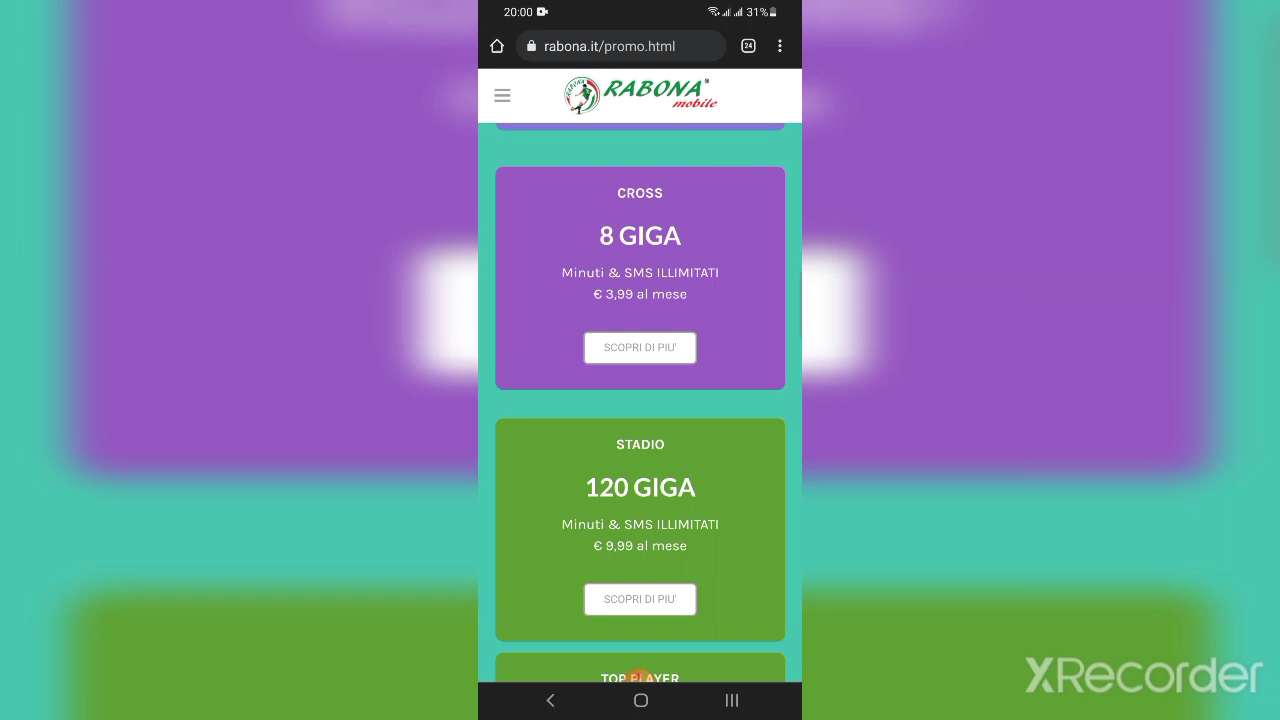 20:00
31%
rabona.it/promo.html
24
RABONA®
mobile
CROSS
8 GIGA
Minuti & SMS ILLIMITATI
€ 3,99 al mese
SCOPRI DI PIU'
STADIO
120 GIGA
Minuti & SMS ILLIMITATI
€ 9,99 al mese
SCOPRI DI PIU'
TOP PLAYER
XRecorder